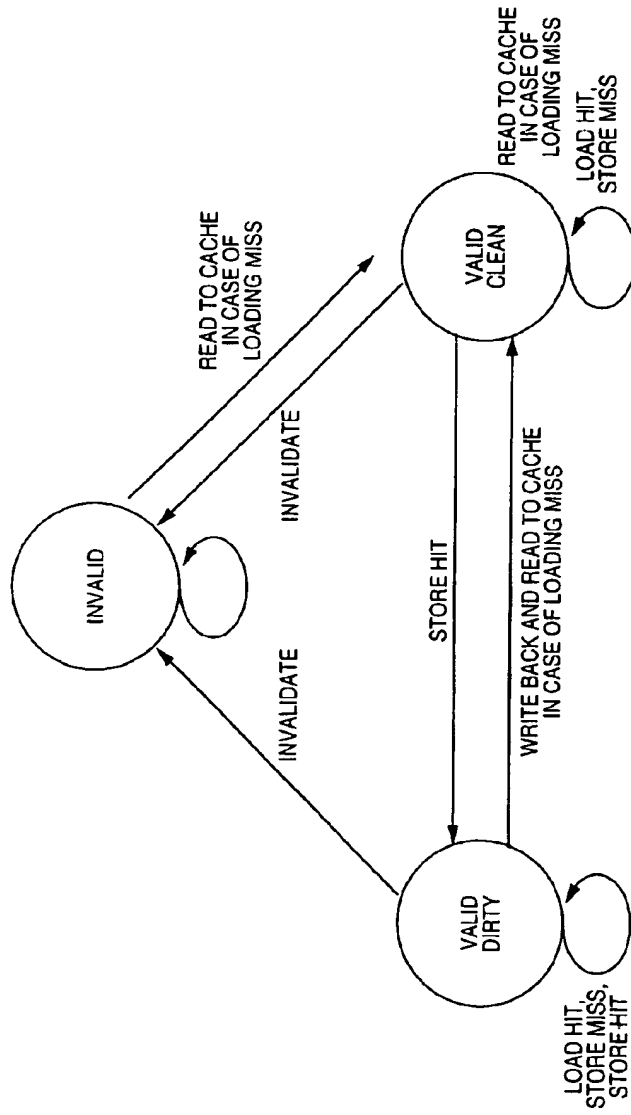 INVALID
READ TO CACHE
IN CASE OF
LOADING MISS
INVALIDATE
INVALIDATE
STORE HIT
WRITE BACK AND READ TO CACHE
IN CASE OF LOADING MISS
VALID
DIRTY
VALID
CLEAN
READ TO CACHE
IN CASE OF
LOADING MISS
LOAD HIT,
STORE MISS,
STORE HIT
LOAD HIT,
STORE MISS